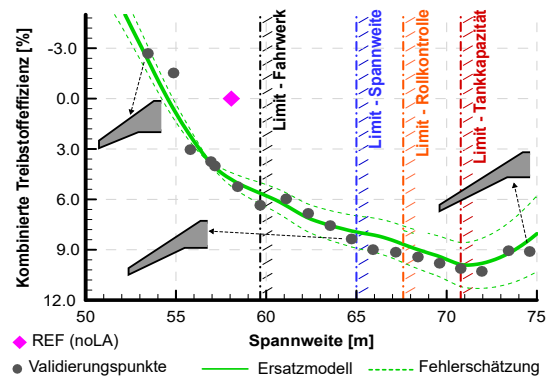 Kombinierte Treibstoffeffizienz [%]
-3.0
0.0
3.0
6.0
9.0
12.0
Limit - Fahrwerk
Limit - Spannweite
Limit - Rollkontrolle
Limit - Tankkapazität
50
55
60
65
70
75
Spannweite [m]
REF (noLA)
Validierungspunkte
Ersatzmodell
Fehlerschätzung